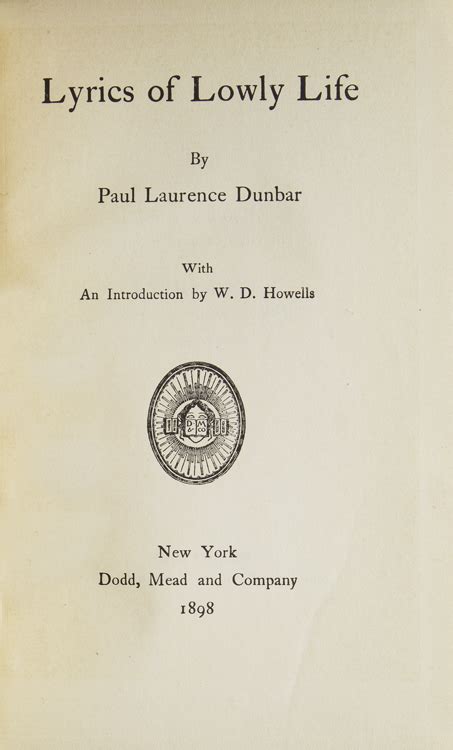 Lyrics of Lowly Life
By
Paul Laurence Dunbar
With
An Introduction by W. D. Howells
D M
& CO
New York
Dodd, Mead and Company
1898